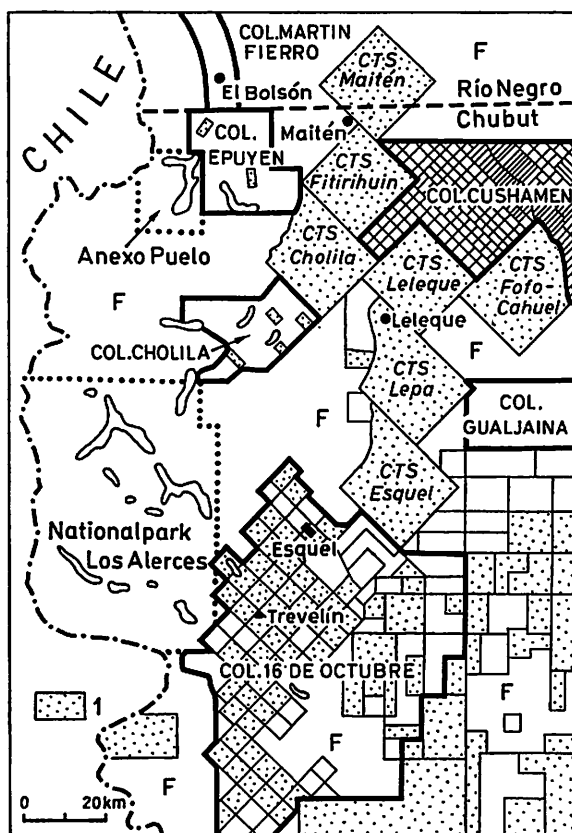 COL.MARTIN
FIERRO
CTS
Maitén
F
CHILE
El Bolsón
Río Negro
Chubut
COL.
EPUYEN
Maitén
CTS
Fitirihuin
COL.CUSHAMEN
Anexo Puelo
CTS
Cholila
CTS
Leleque
CTS
Fofo-
Cahuel
F
Leleque
F
COL.CHOLILA
CTS
Lepa
COL.
GUALJAINA
F
CTS
Esquel
Nationalpark
Los Alerces
Esquel
Trevelin
COL.16 DE OCTUBRE
F
1
F
F
0 20km